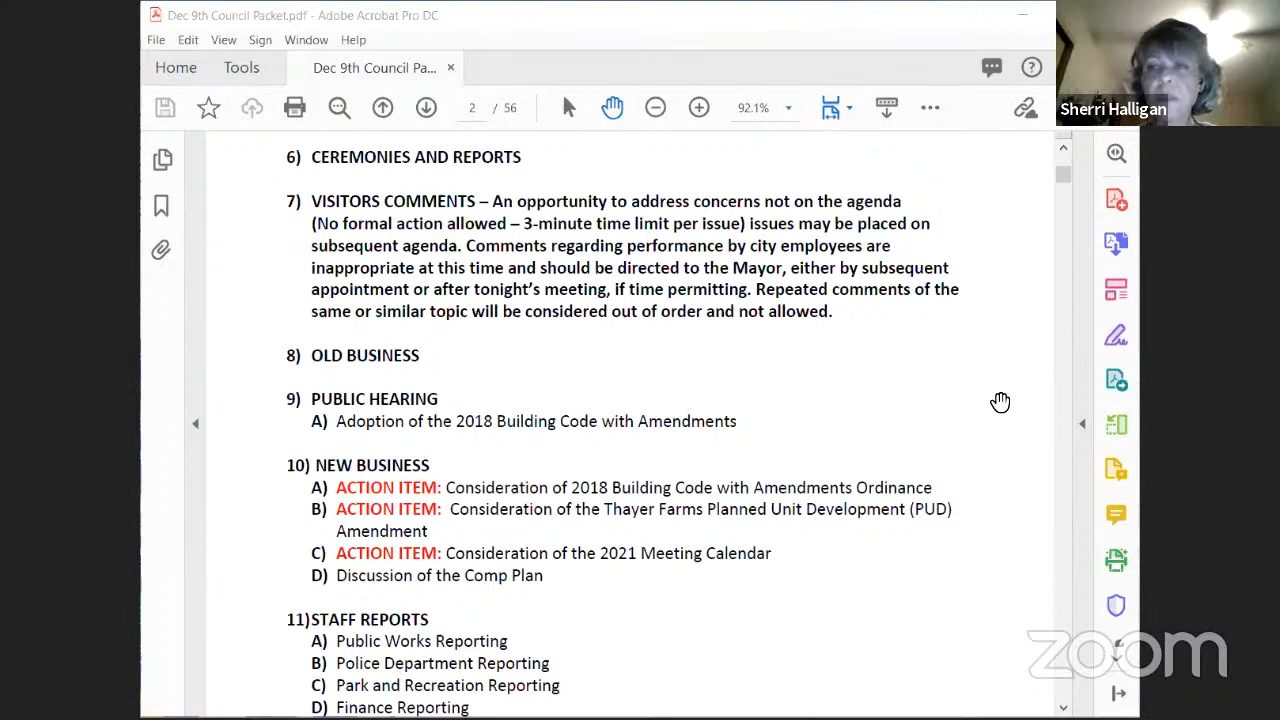 Dec 9th Council Packet.pdf - Adobe Acrobat Pro DC
File Edit View Sign Window Help
Home Tools Dec 9th Council Pa... ×
2 / 56 92.1%
Sherri Halligan
6) CEREMONIES AND REPORTS
7) VISITORS COMMENTS – An opportunity to address concerns not on the agenda
(No formal action allowed – 3-minute time limit per issue) issues may be placed on
subsequent agenda. Comments regarding performance by city employees are
inappropriate at this time and should be directed to the Mayor, either by subsequent
appointment or after tonight's meeting, if time permitting. Repeated comments of the
same or similar topic will be considered out of order and not allowed.
8) OLD BUSINESS
9) PUBLIC HEARING
A) Adoption of the 2018 Building Code with Amendments
10) NEW BUSINESS
A) ACTION ITEM: Consideration of 2018 Building Code with Amendments Ordinance
B) ACTION ITEM: Consideration of the Thayer Farms Planned Unit Development (PUD)
Amendment
C) ACTION ITEM: Consideration of the 2021 Meeting Calendar
D) Discussion of the Comp Plan
11)STAFF REPORTS
A) Public Works Reporting
B) Police Department Reporting
C) Park and Recreation Reporting
D) Finance Reporting
zoom